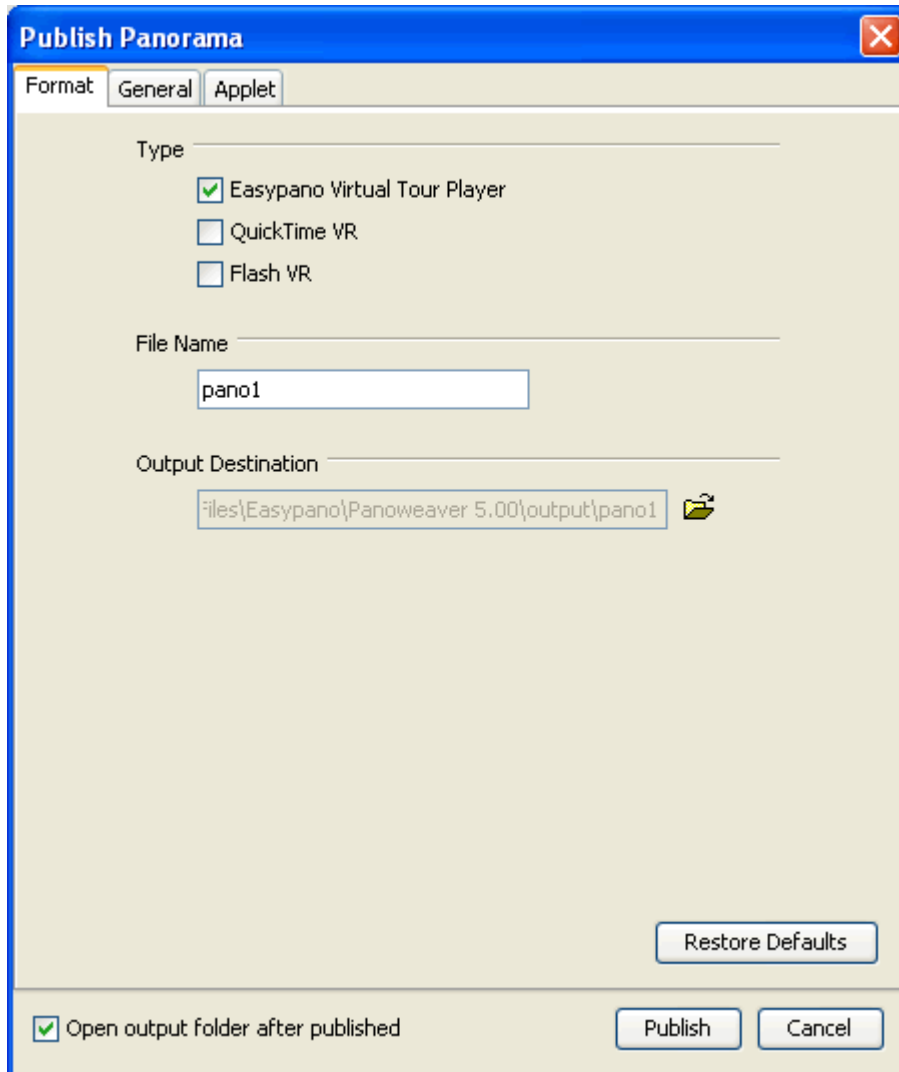 Publish Panorama
Format General Applet
Type
Easypano Virtual Tour Player
QuickTime VR
Flash VR
File Name
pano1
Output Destination
Files\Easypano\Panoweaver 5.00\output\pano1
Restore Defaults
Open output folder after published Publish Cancel